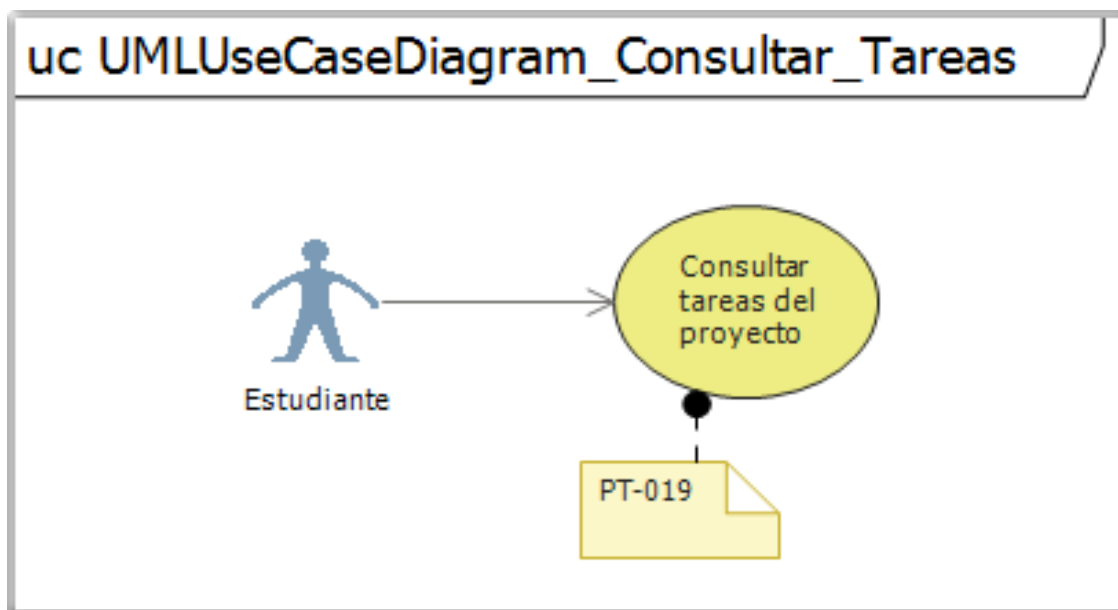 uc UMLUseCaseDiagram_Consultar_Tareas
Consultar
tareas del
proyecto
Estudiante
PT-019